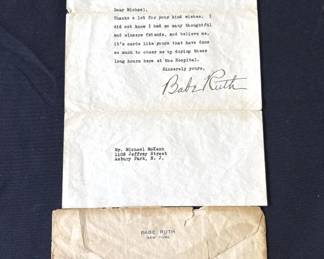 Dear Michael,
Thanks a lot for your kind wishes. I
did not know I had so many thoughtful
and sincere friends, and believe me,
it's cards like yours that have done
so much to cheer me up during these
long hours here at the Hospital.
Sincerely yours,
Babe Ruth
Mr. Michael McKeon
1108 Jeffrey Street
Asbury Park, N. J.
BABE RUTH
NEW YORK